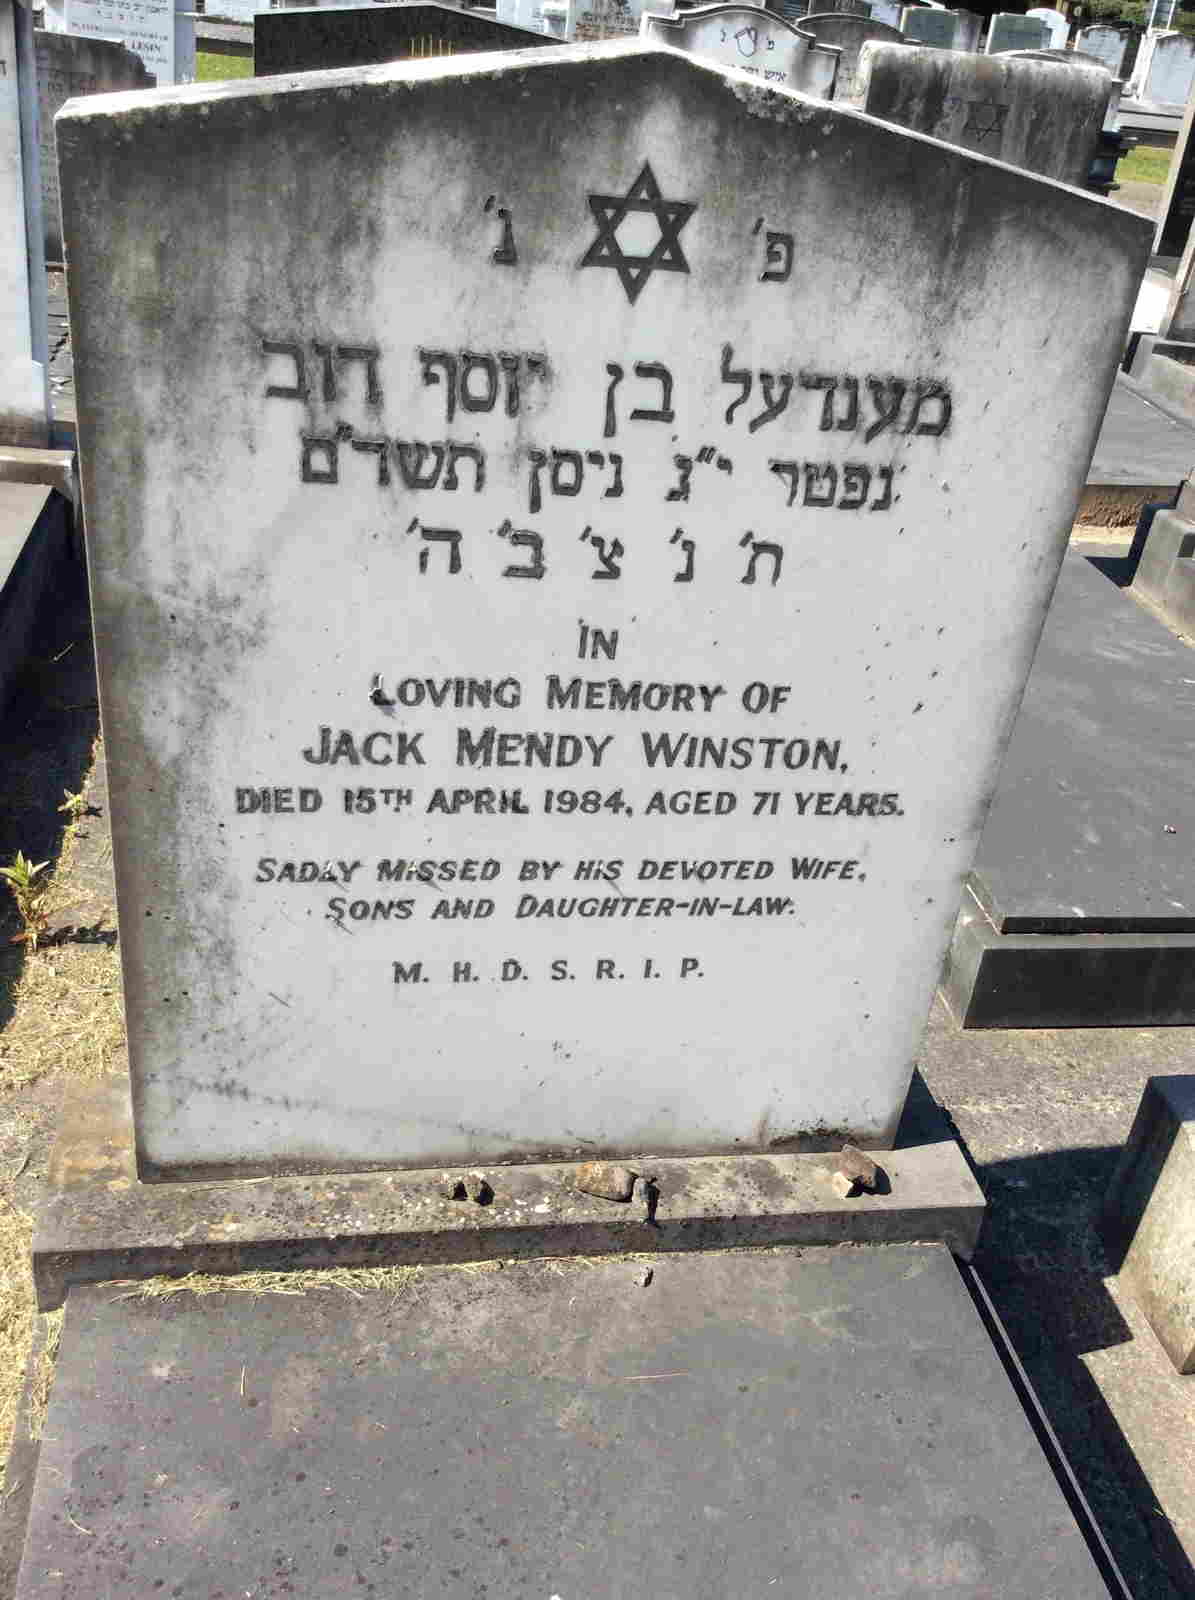 פ' נ'
מענדעל בן יוסף דוב
נפטר י"ג ניסן תשד"ם
ת' נ' צ' ב' ה'
IN
LOVING MEMORY OF
JACK MENDY WINSTON,
DIED 15TH APRIL 1984, AGED 71 YEARS.
SADLY MISSED BY HIS DEVOTED WIFE,
SONS AND DAUGHTER-IN-LAW.
M. H. D. S. R. I. P.